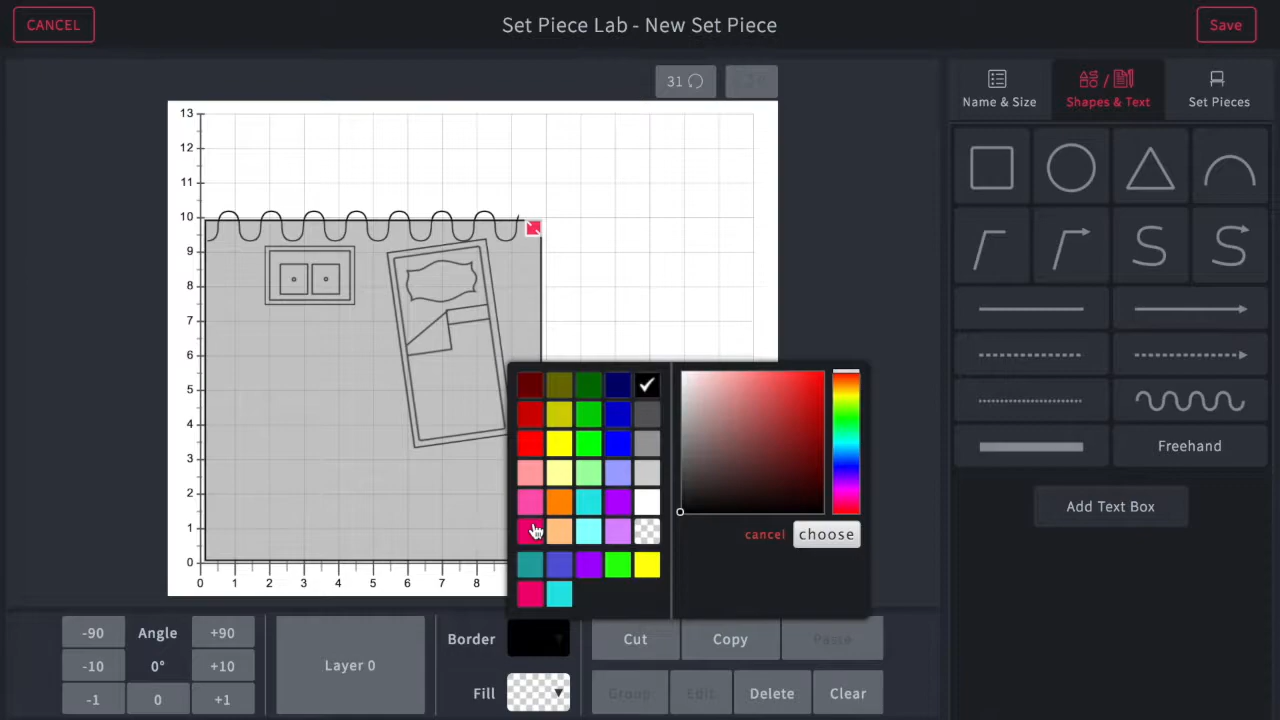 CANCEL
Set Piece Lab - New Set Piece
Save
31
Name & Size
Shapes & Text
Set Pieces
13
12
11
10
9
8
7
6
5
4
3
2
1
0
0 1 2 3 4 5 6 7 8
Freehand
Add Text Box
cancel
choose
-90 Angle +90
-10 0° +10
-1 0 +1
Layer 0
Border
Fill
Cut
Copy
Paste
Group
Edit
Delete
Clear